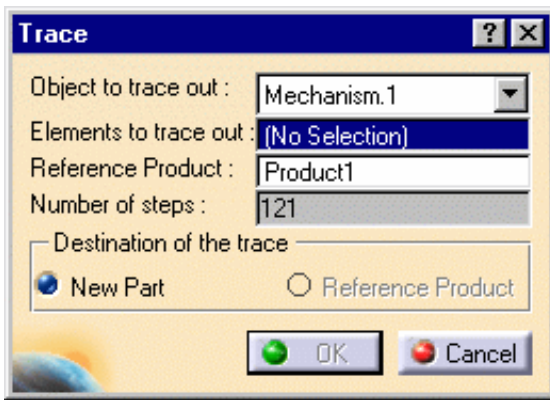 Trace
Object to trace out : Mechanism.1
Elements to trace out : (No Selection)
Reference Product : Product1
Number of steps : 121
Destination of the trace
New Part Reference Product
OK Cancel